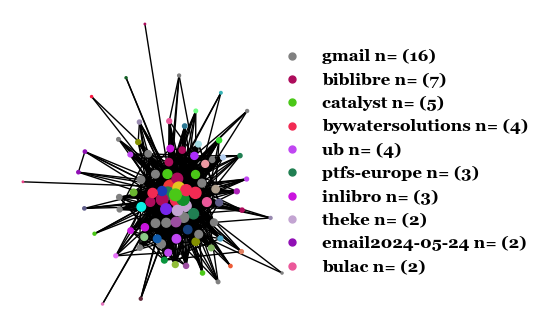 gmail n= (16)
biblibre n= (7)
catalyst n= (5)
bywatersolutions n= (4)
ub n= (4)
ptfs-europe n= (3)
inlibro n= (3)
theke n= (2)
email2024-05-24 n= (2)
bulac n= (2)